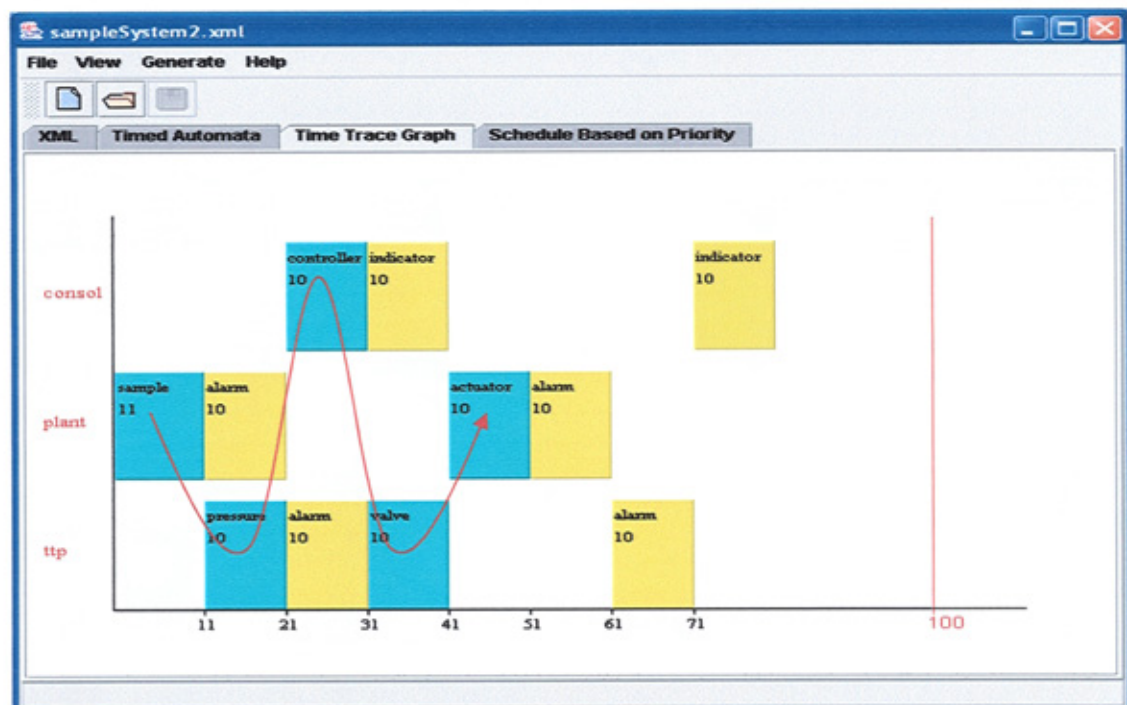 sampleSystem2.xml
File View Generate Help
XML Timed Automata Time Trace Graph Schedule Based on Priority
consol
controller
10
indicator
10
indicator
10
plant
sample
11
alarm
10
actuator
10
alarm
10
ttp
pressure
10
alarm
10
valve
10
alarm
10
11 21 31 41 51 61 71 100